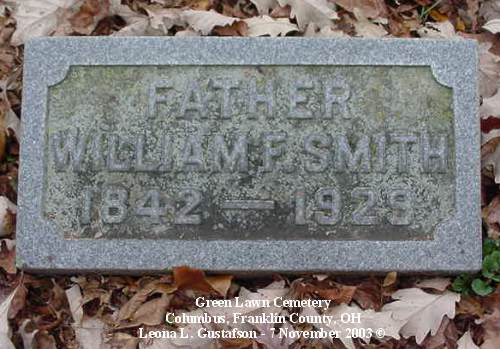 FATHER
WILLIAM F. SMITH
1842 — 1929
Green Lawn Cemetery
Columbus, Franklin County, OH
Leona L. Gustafson - 7 November 2003 ©